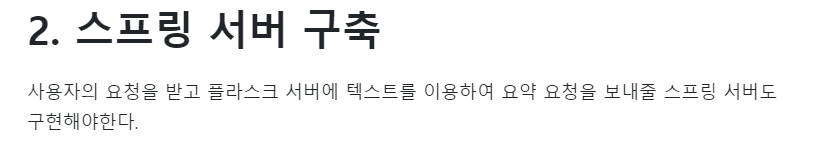 2. 스프링 서버 구축
사용자의 요청을 받고 플라스크 서버에 텍스트를 이용하여 요약 요청을 보내줄 스프링 서버도
구현해야한다.